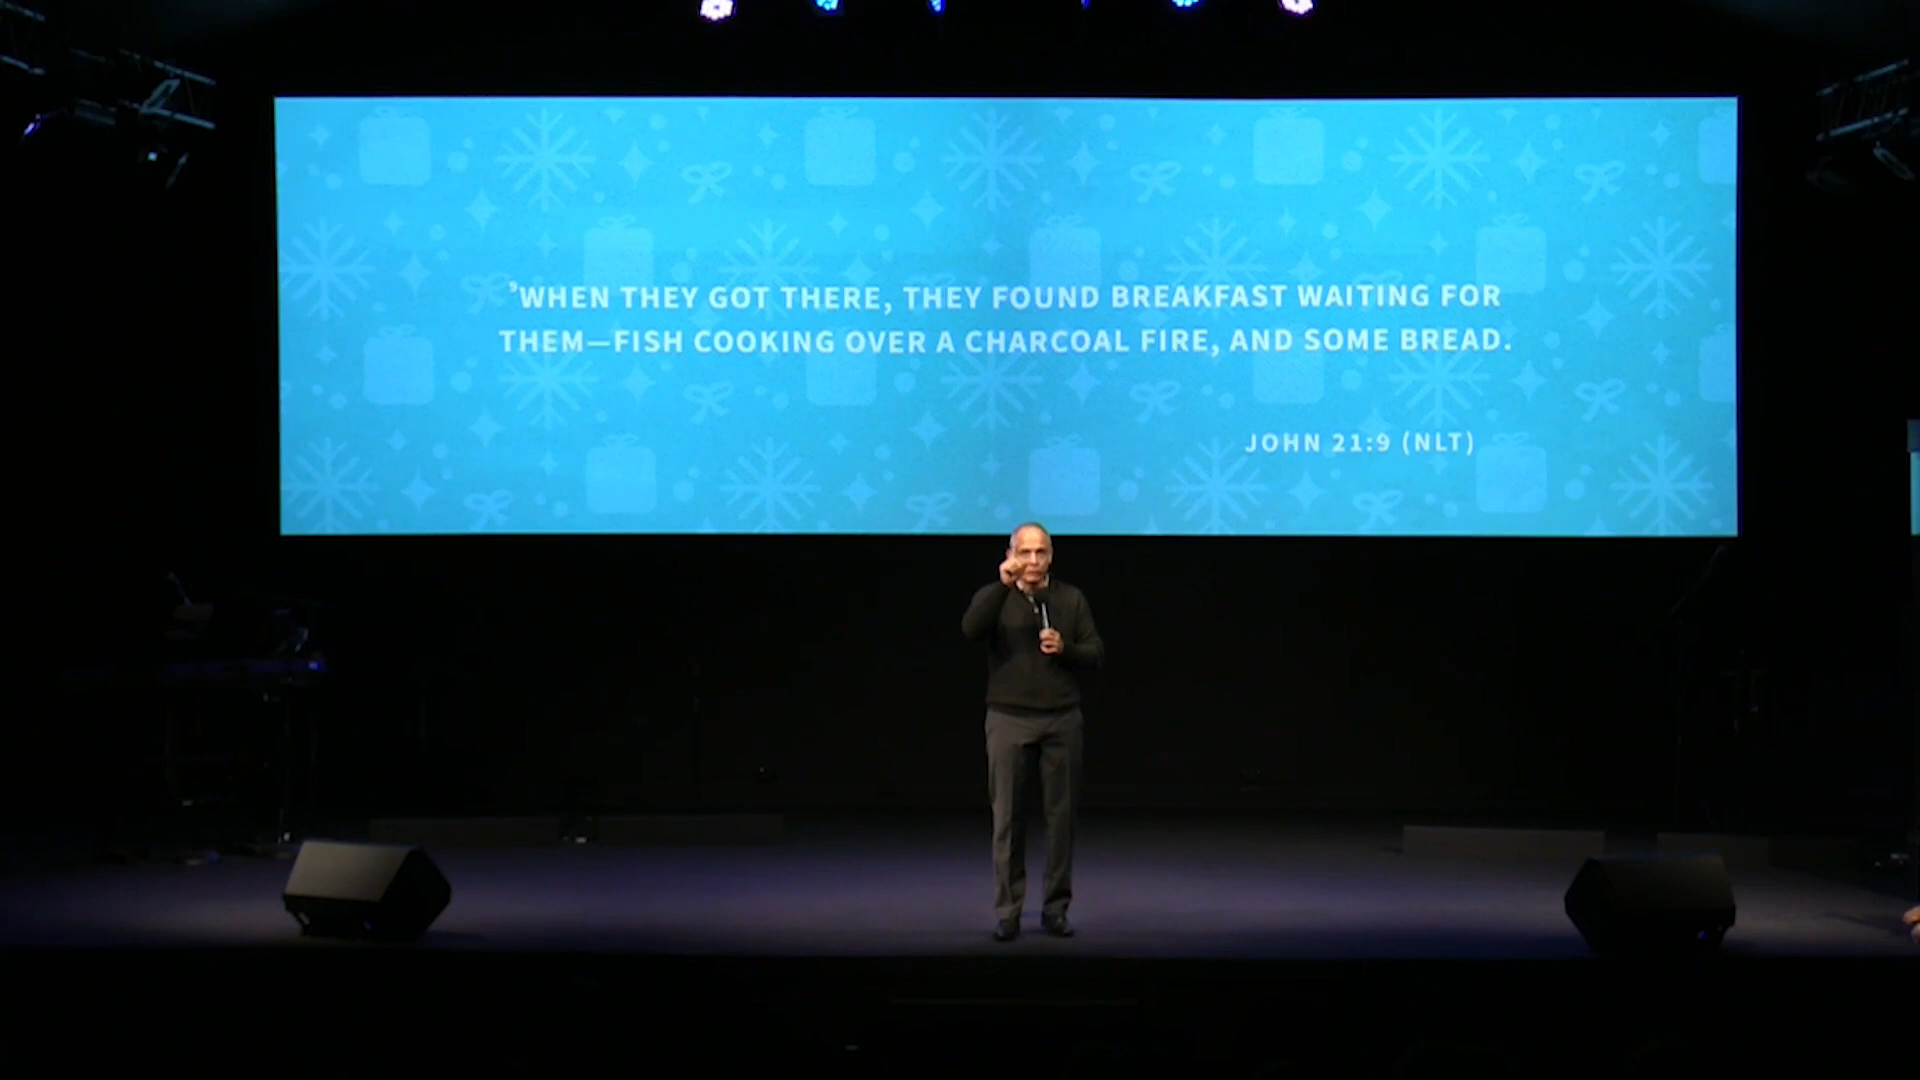 ⁹WHEN THEY GOT THERE, THEY FOUND BREAKFAST WAITING FOR
THEM—FISH COOKING OVER A CHARCOAL FIRE, AND SOME BREAD.
JOHN 21:9 (NLT)